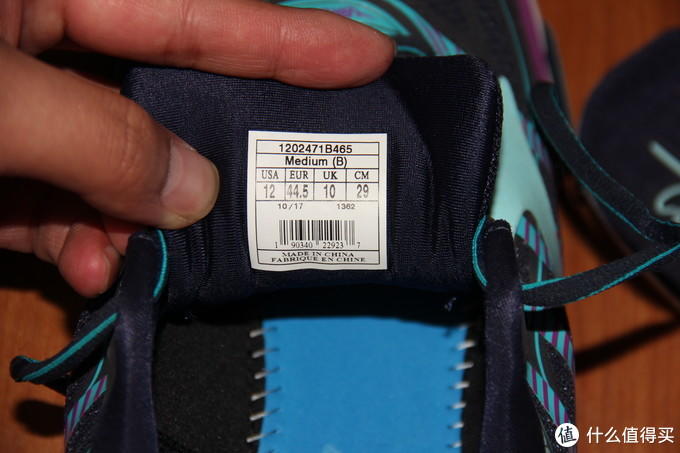 1202471B465
Medium (B)
USA EUR UK CM
12 44.5 10 29
10/17 1362
1 90340 22923 7
MADE IN CHINA
FABRIQUE EN CHINE
值 什么值得买